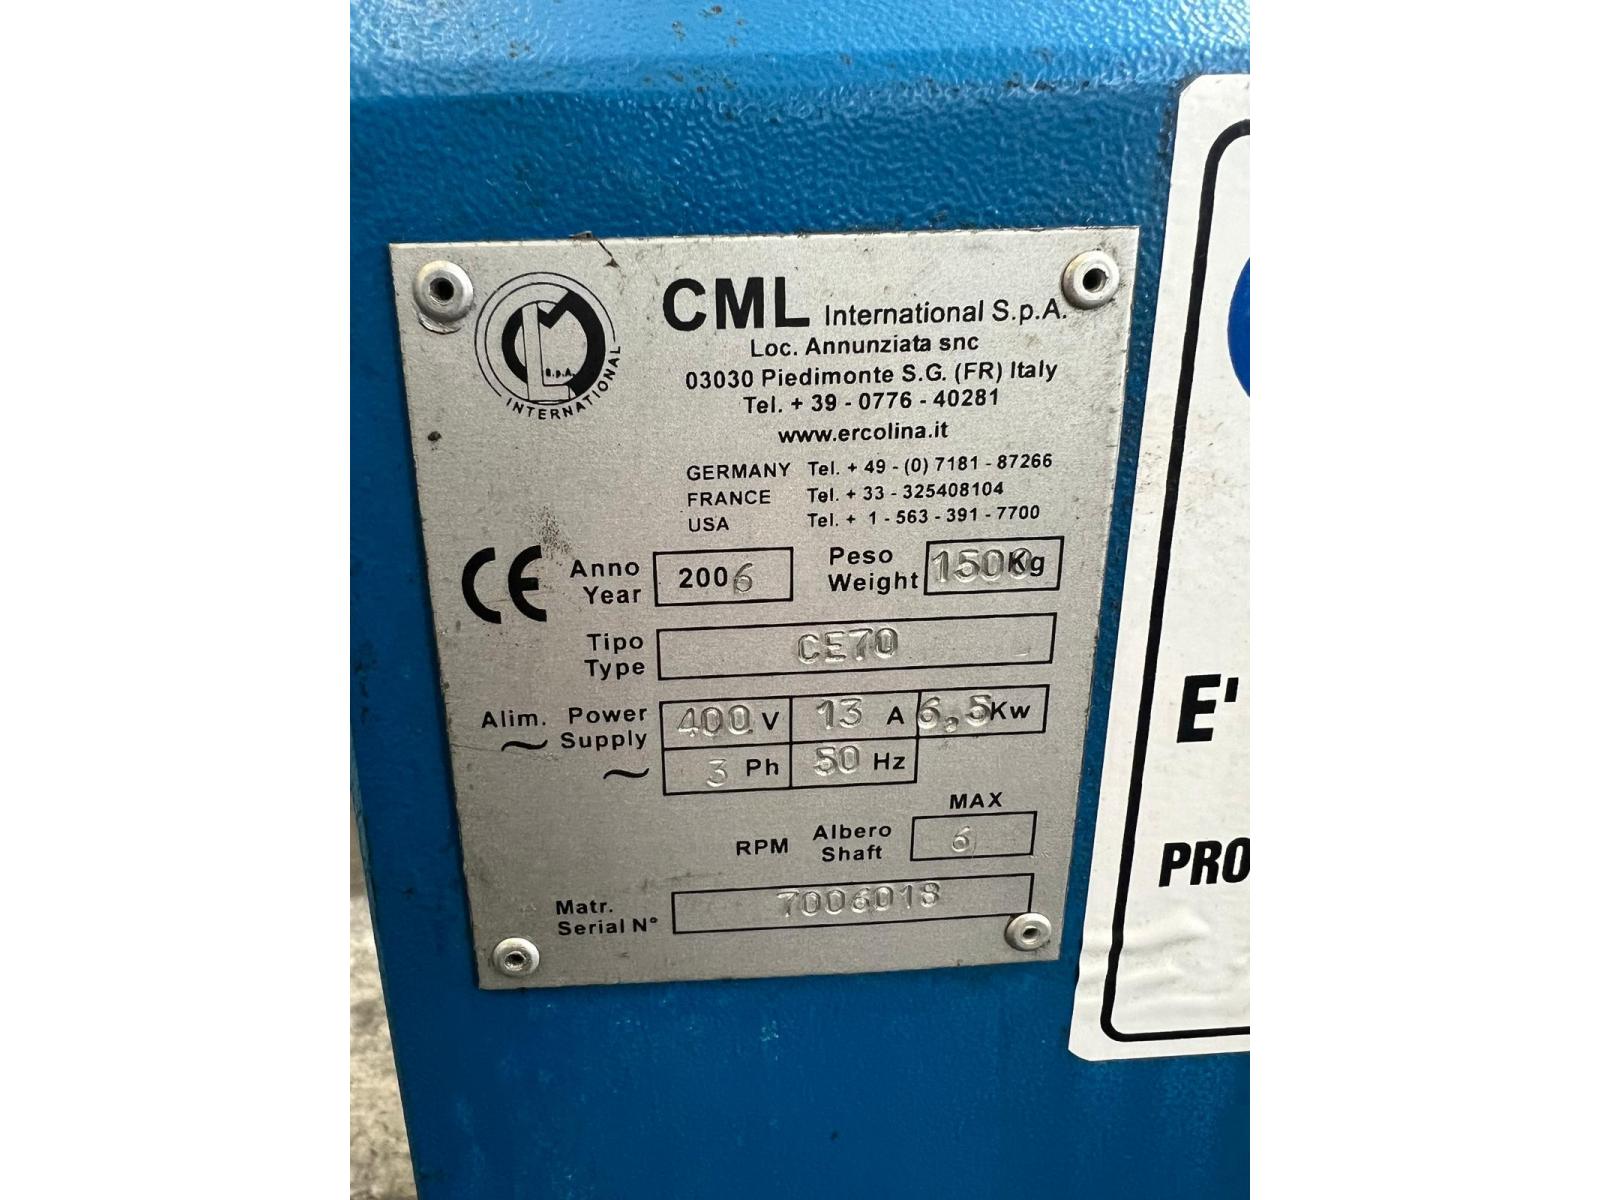 CML International S.p.A.
Loc. Annunziata snc
03030 Piedimonte S.G. (FR) Italy
Tel. + 39 - 0776 - 40281
www.ercolina.it
S.p.A.
INTERNATIONAL
GERMANY Tel. + 49 - (0) 7181 - 87266
FRANCE Tel. + 33 - 325408104
USA Tel. + 1 - 563 - 391 - 7700
CE
Anno
Year 2006
Peso
Weight 1500Kg
Tipo
Type CE70
Alim. Power
~ Supply 400 V 13 A 6,5Kw
~ 3 Ph 50 Hz
MAX
RPM Albero
Shaft 6
Matr.
Serial N° 7006018
E'
PRO